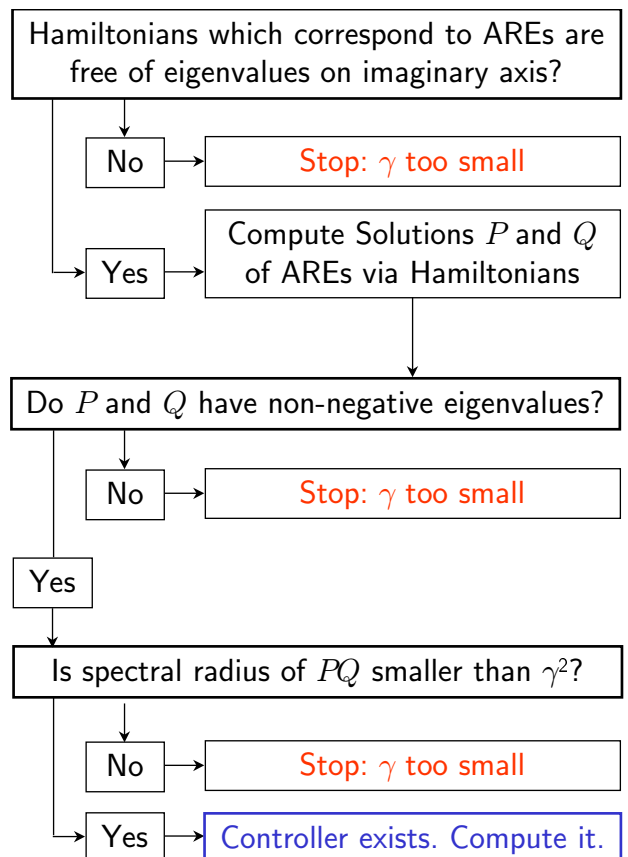 Hamiltonians which correspond to AREs are
free of eigenvalues on imaginary axis?
No
Stop: γ too small
Yes
Compute Solutions P and Q
of AREs via Hamiltonians
Do P and Q have non-negative eigenvalues?
No
Stop: γ too small
Yes
Is spectral radius of PQ smaller than γ²?
No
Stop: γ too small
Yes
Controller exists. Compute it.